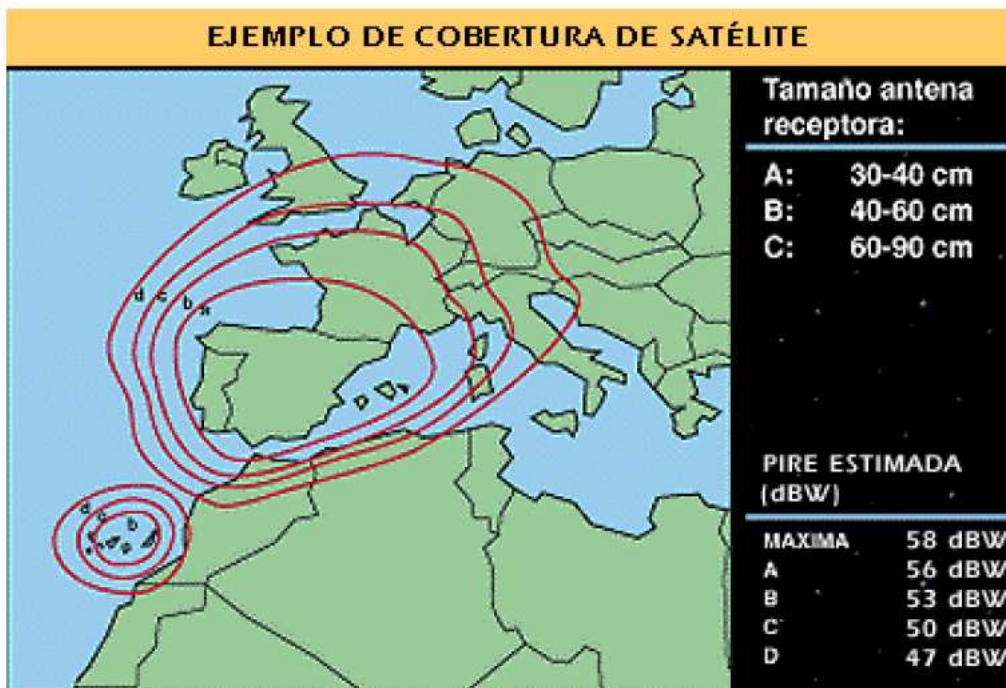 EJEMPLO DE COBERTURA DE SATÉLITE
Tamaño antena
receptora:
A: 30-40 cm
B: 40-60 cm
C: 60-90 cm
d c b
d c b
PIRE ESTIMADA
(dBW)
MAXIMA 58 dBW
A 56 dBW
B 53 dBW
C 50 dBW
D 47 dBW